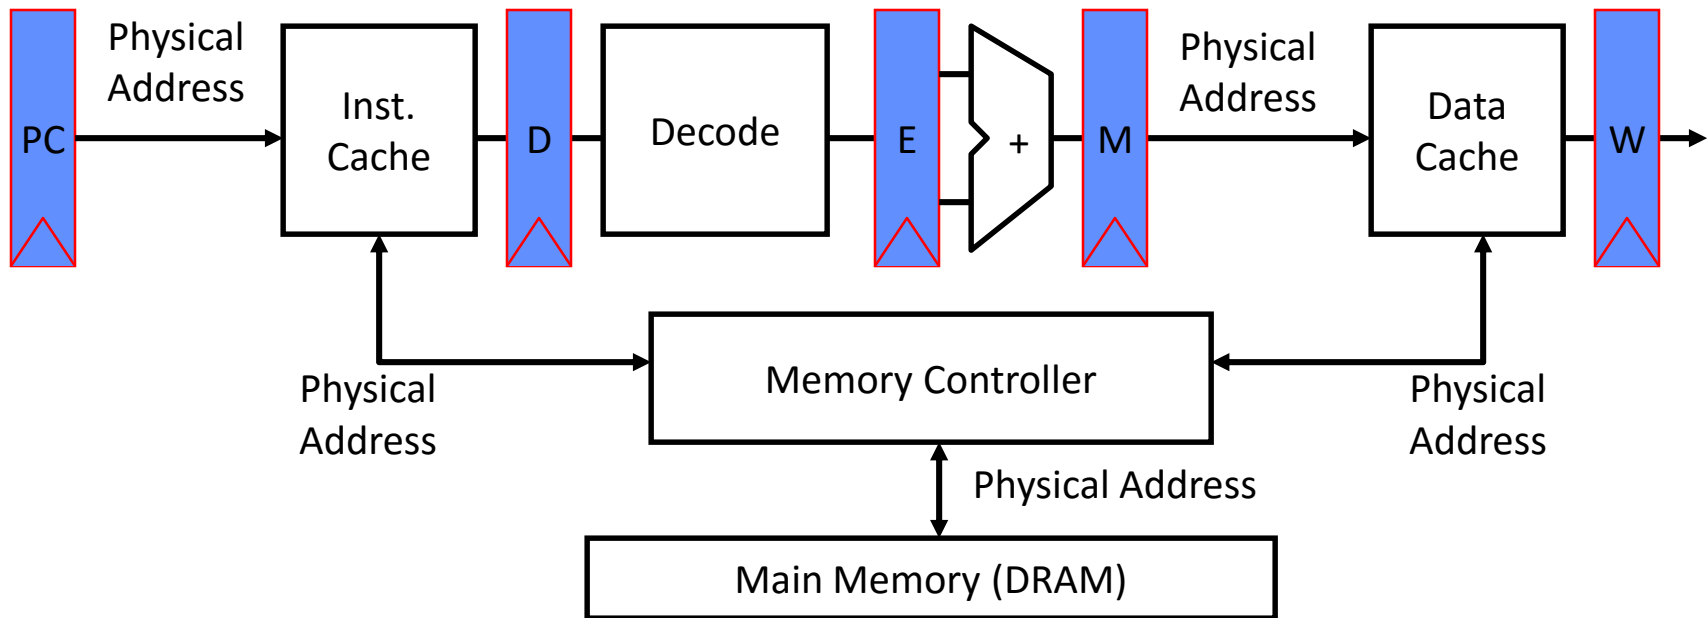 Physical
Address
PC
Inst.
Cache
D
Decode
E
+
M
Physical
Address
Data
Cache
W
Physical
Address
Memory Controller
Physical
Address
Physical Address
Main Memory (DRAM)